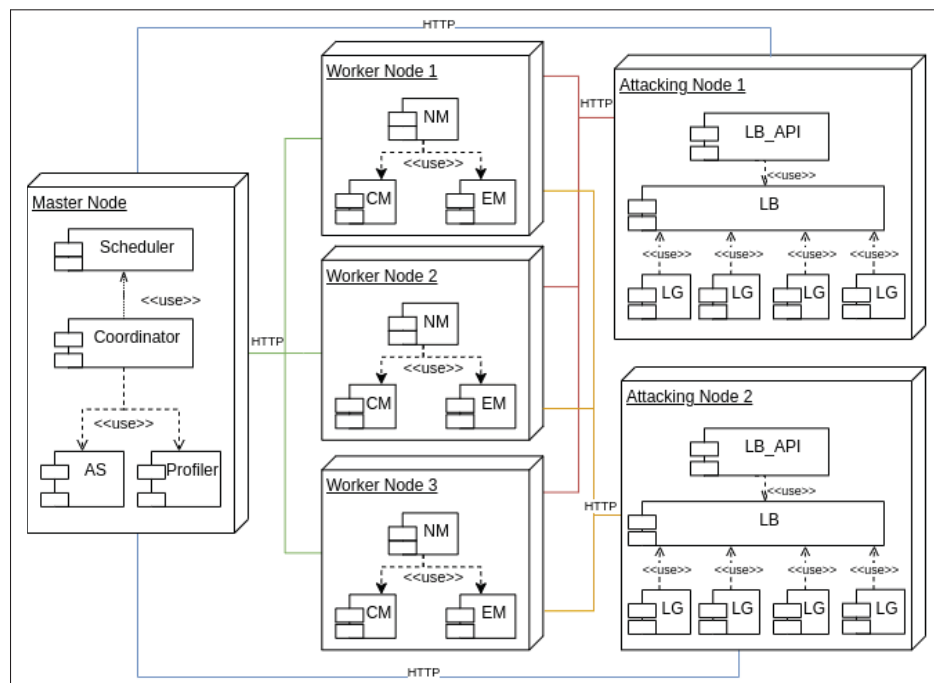 HTTP
Master Node
Scheduler
<<use>>
Coordinator
<<use>>
AS
Profiler
HTTP
Worker Node 1
NM
<<use>>
CM
EM
Worker Node 2
NM
<<use>>
CM
EM
Worker Node 3
NM
<<use>>
CM
EM
HTTP
HTTP
Attacking Node 1
LB_API
<<use>>
LB
<<use>>
<<use>>
<<use>>
<<use>>
LG
LG
LG
LG
Attacking Node 2
LB_API
<<use>>
LB
<<use>>
<<use>>
<<use>>
<<use>>
LG
LG
LG
LG
HTTP